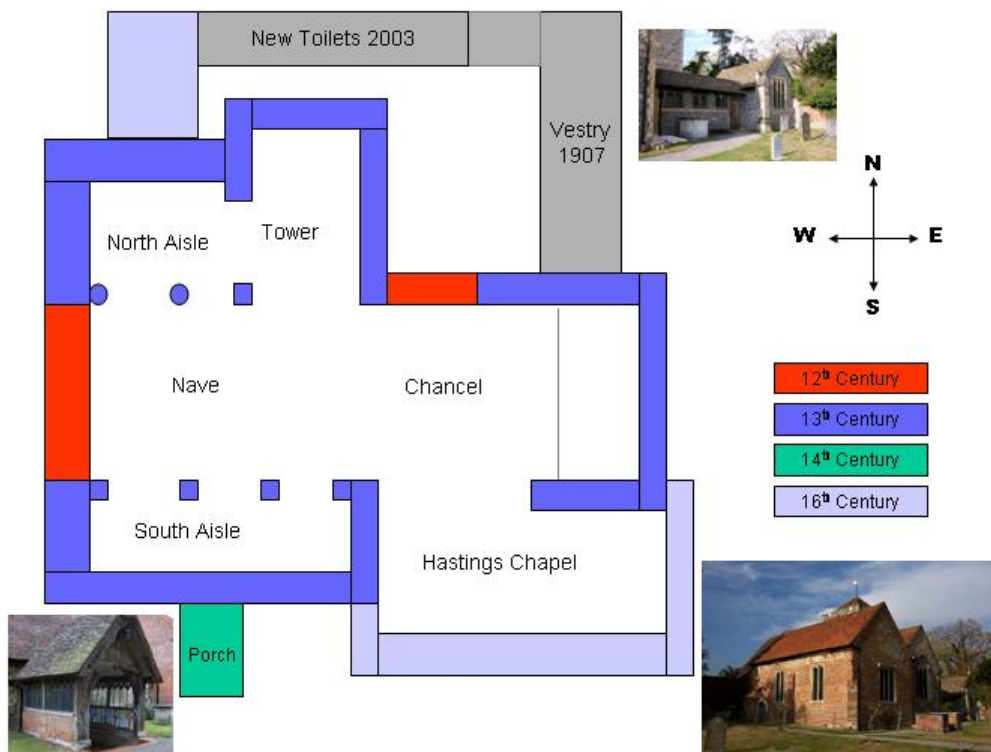 New Toilets 2003
Vestry
1907
N
W E
S
North Aisle
Tower
Nave
Chancel
12th Century
13th Century
14th Century
16th Century
South Aisle
Hastings Chapel
Porch